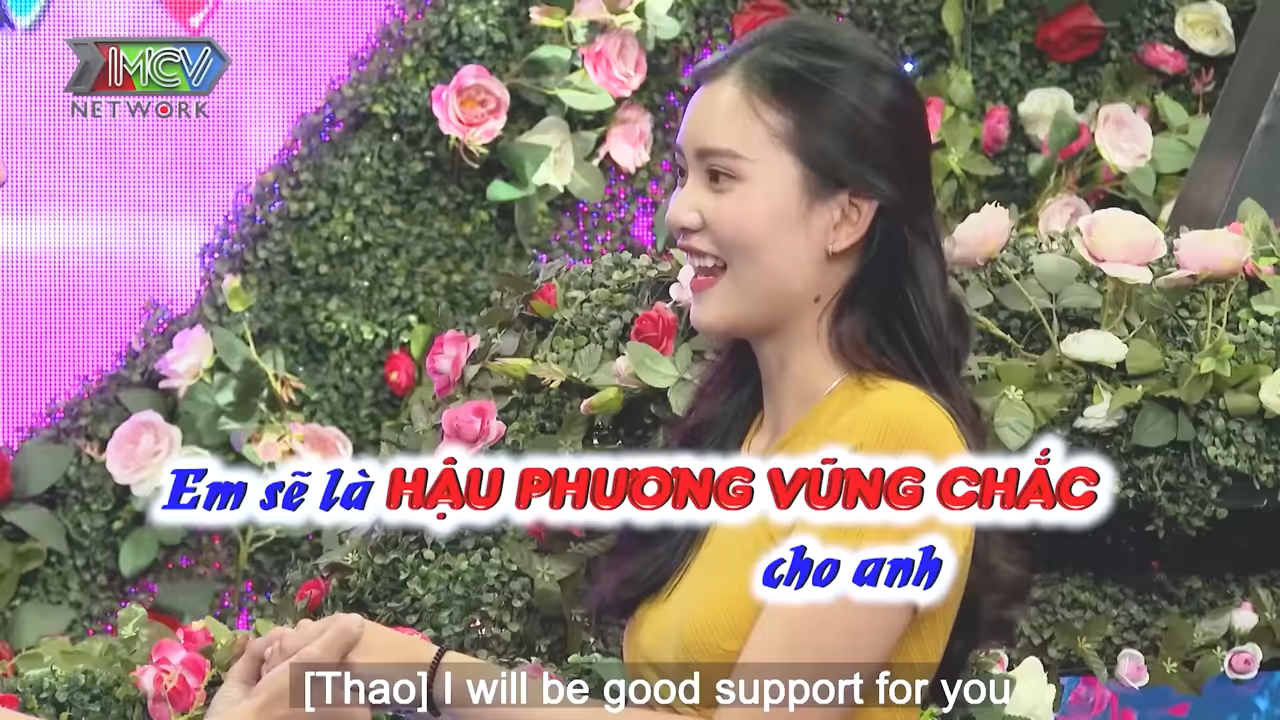 MCV
NETWORK
Em sẽ là HẬU PHƯƠNG VỮNG CHẮC
cho anh
[Thao] I will be good support for you